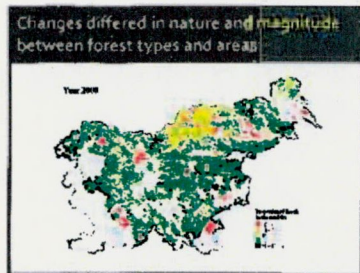 Changes differed in nature and magnitude
between forest types and areas
Year 2000